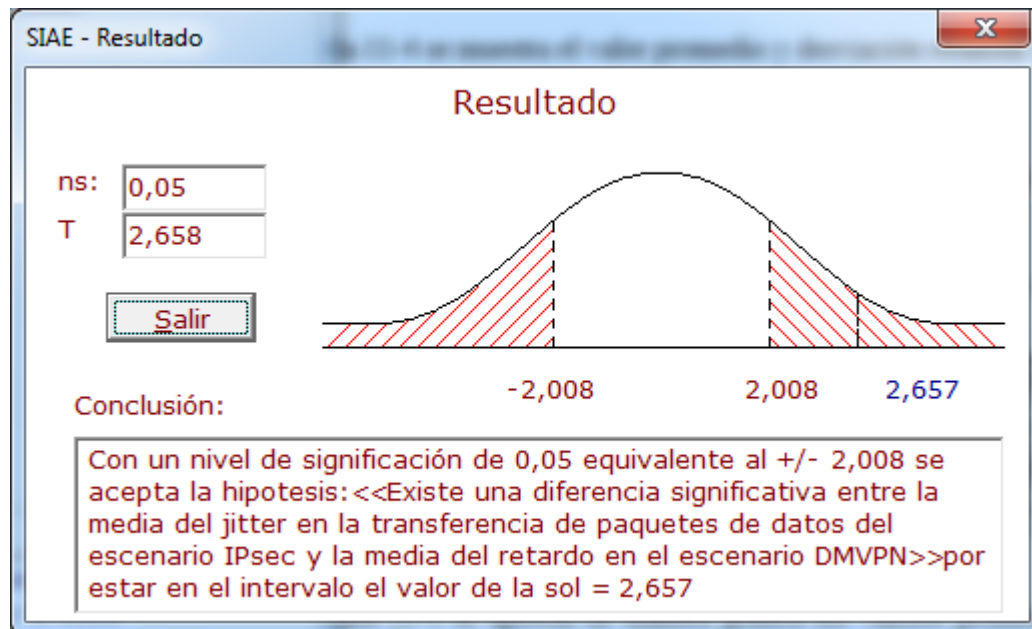 SIAE - Resultado
Resultado
ns: 0,05
T 2,658
Salir
-2,008 2,008 2,657
Conclusión:
Con un nivel de significación de 0,05 equivalente al +/- 2,008 se
acepta la hipotesis:<<Existe una diferencia significativa entre la
media del jitter en la transferencia de paquetes de datos del
escenario IPsec y la media del retardo en el escenario DMVPN>>por
estar en el intervalo el valor de la sol = 2,657